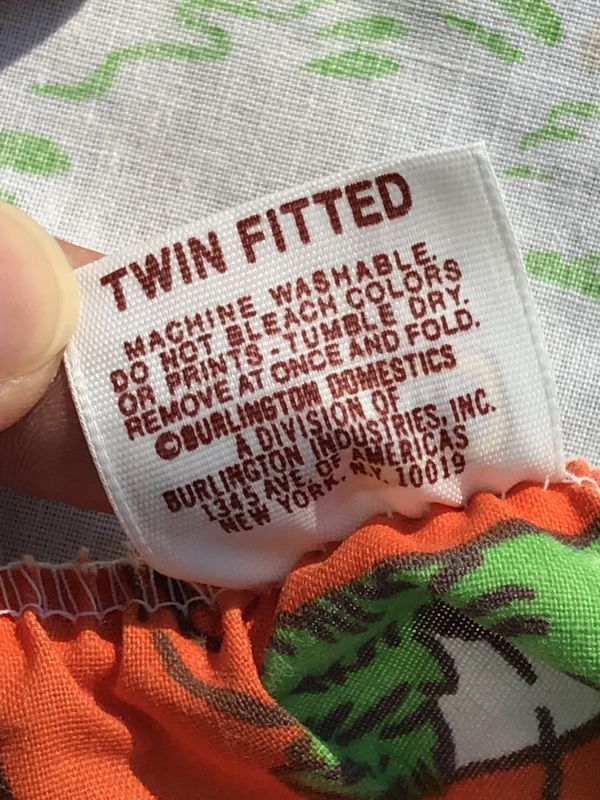 TWIN FITTED
MACHINE WASHABLE.
DO NOT BLEACH COLORS
OR PRINTS - TUMBLE DRY.
REMOVE AT ONCE AND FOLD.
©BURLINGTON DOMESTICS
A DIVISION OF
BURLINGTON INDUSTRIES, INC.
1345 AVE. OF AMERICAS
NEW YORK, NY. 10019